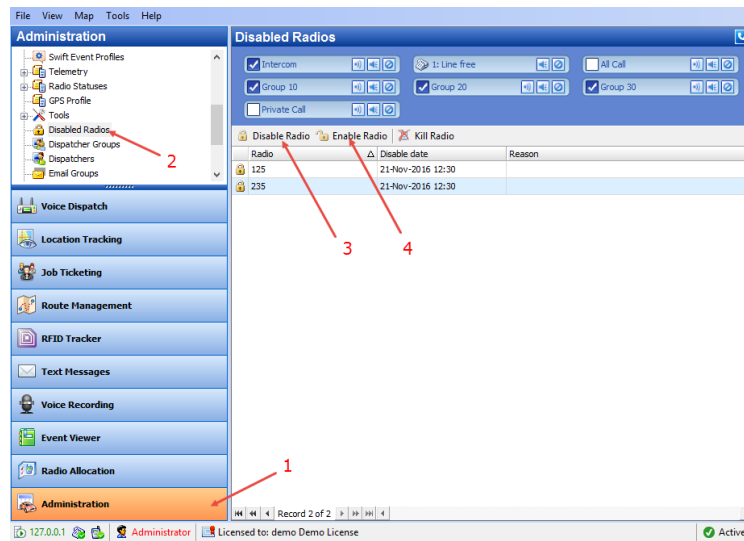 File View Map Tools Help
Administration
Disabled Radios
Swift Event Profiles
Telemetry
Radio Statuses
GPS Profile
Tools
Disabled Radios
Dispatcher Groups
Dispatchers
Email Groups
2
Intercom
1: Line free
All Call
Group 10
Group 20
Group 30
Private Call
Disable Radio Enable Radio Kill Radio
Radio Disable date Reason
125 21-Nov-2016 12:30
235 21-Nov-2016 12:30
3
4
Voice Dispatch
Location Tracking
Job Ticketing
Route Management
RFID Tracker
Text Messages
Voice Recording
Event Viewer
Radio Allocation
1
Administration
Record 2 of 2
127.0.0.1 Administrator Licensed to: demo Demo License Active